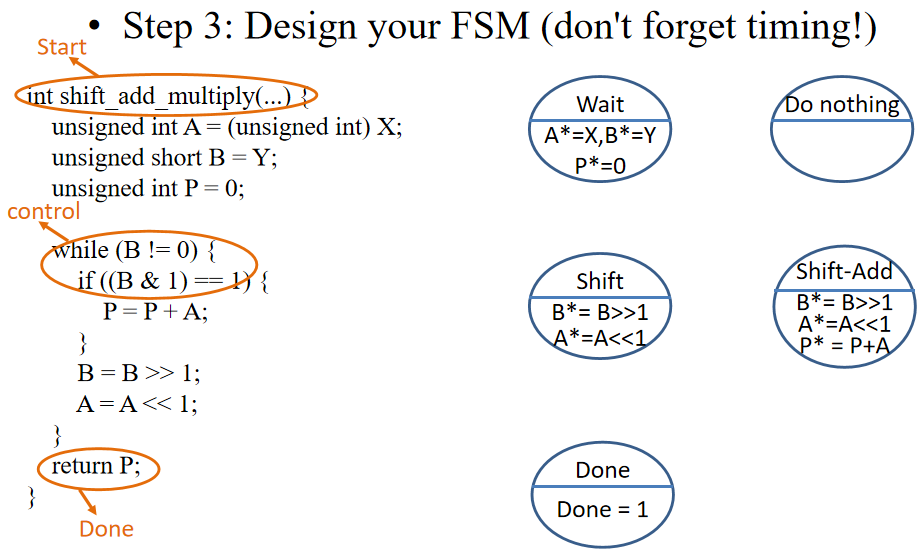 • Step 3: Design your FSM (don't forget timing!)
Start
int shift_add_multiply(...) {
unsigned int A = (unsigned int) X;
unsigned short B = Y;
unsigned int P = 0;
control
while (B != 0) {
if ((B & 1) == 1) {
P = P + A;
}
B = B >> 1;
A = A << 1;
}
return P;
}
Done
Wait
A*=X,B*=Y
P*=0
Do nothing
Shift
B*= B>>1
A*=A<<1
Shift-Add
B*= B>>1
A*=A<<1
P* = P+A
Done
Done = 1